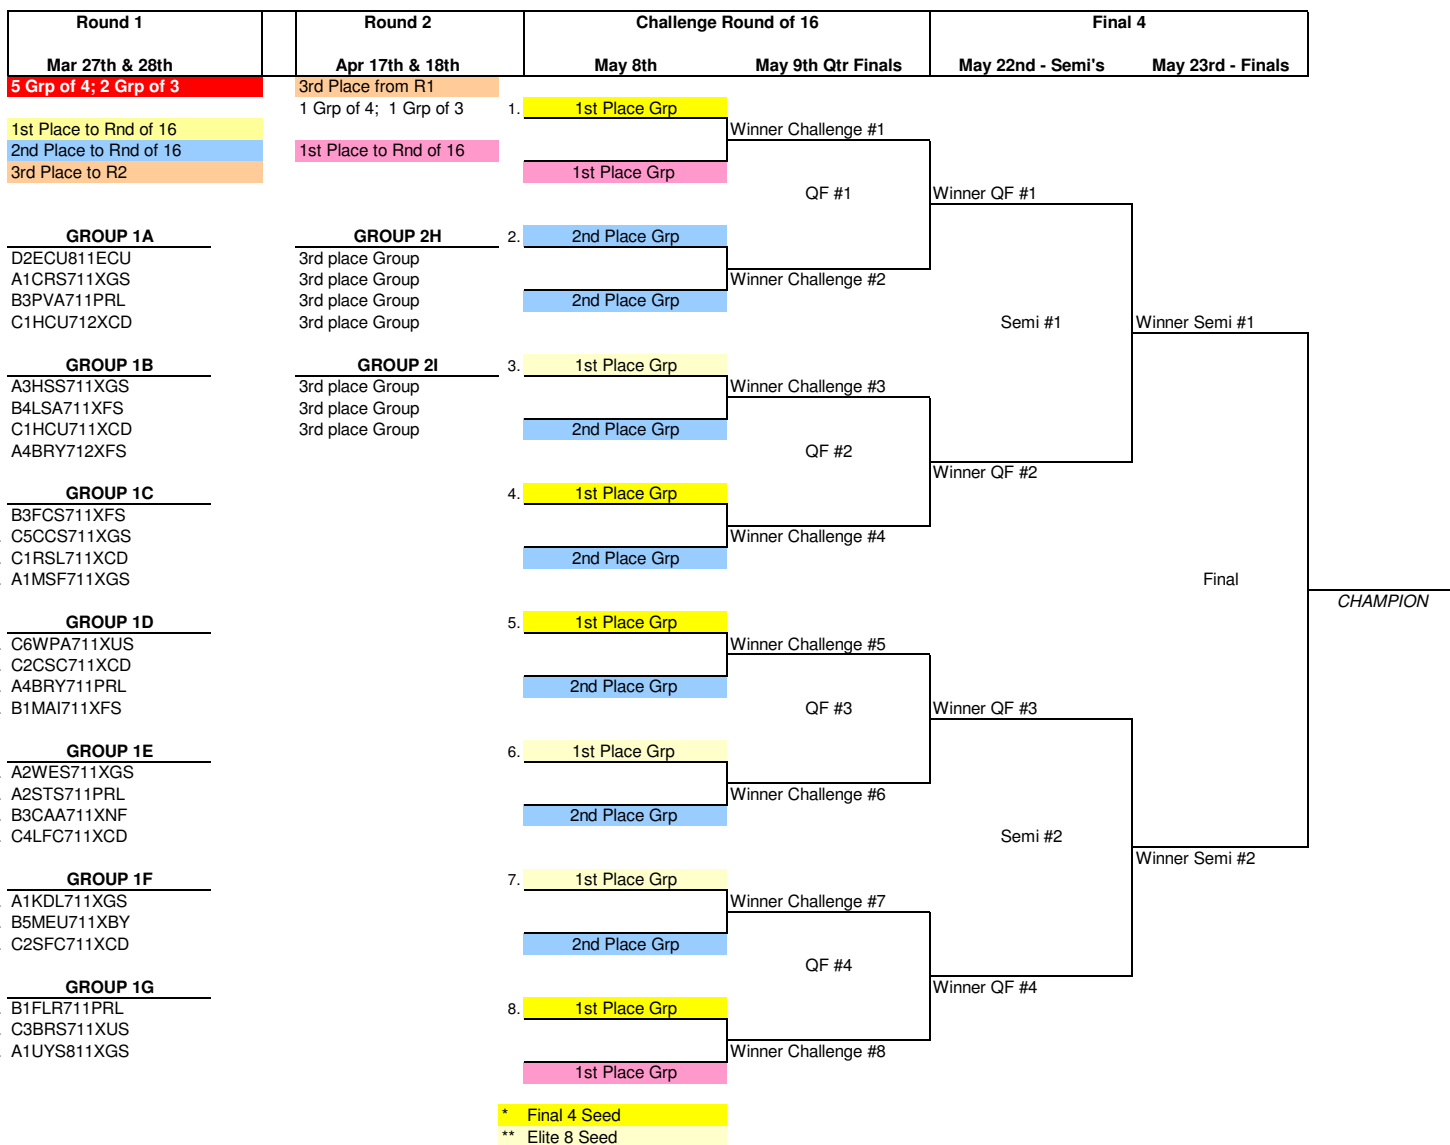 Round 1 Round 2 Challenge Round of 16 Final 4
Mar 27th & 28th Apr 17th & 18th May 8th May 9th Qtr Finals May 22nd - Semi's May 23rd - Finals
5 Grp of 4; 2 Grp of 3 3rd Place from R1
1 Grp of 4; 1 Grp of 3 1. 1st Place Grp
1st Place to Rnd of 16 Winner Challenge #1
2nd Place to Rnd of 16 1st Place to Rnd of 16
3rd Place to R2 1st Place Grp
QF #1 Winner QF #1
GROUP 1A GROUP 2H 2. 2nd Place Grp
D2ECU811ECU 3rd place Group
A1CRS711XGS 3rd place Group Winner Challenge #2
B3PVA711PRL 3rd place Group 2nd Place Grp
C1HCU712XCD 3rd place Group Semi #1 Winner Semi #1
GROUP 1B GROUP 2I 3. 1st Place Grp
A3HSS711XGS 3rd place Group Winner Challenge #3
B4LSA711XFS 3rd place Group
C1HCU711XCD 3rd place Group 2nd Place Grp
A4BRY712XFS QF #2
Winner QF #2
GROUP 1C 4. 1st Place Grp
B3FCS711XFS
. C5CCS711XGS Winner Challenge #4
. C1RSL711XCD 2nd Place Grp
. A1MSF711XGS Final
CHAMPION
GROUP 1D 5. 1st Place Grp
. C6WPA711XUS Winner Challenge #5
. C2CSC711XCD
. A4BRY711PRL 2nd Place Grp
. B1MAI711XFS QF #3 Winner QF #3
GROUP 1E 6. 1st Place Grp
. A2WES711XGS
. A2STS711PRL Winner Challenge #6
. B3CAA711XNF 2nd Place Grp
. C4LFC711XCD Semi #2
Winner Semi #2
GROUP 1F 7. 1st Place Grp
. A1KDL711XGS Winner Challenge #7
. B5MEU711XBY
. C2SFC711XCD 2nd Place Grp
QF #4
GROUP 1G Winner QF #4
. B1FLR711PRL 8. 1st Place Grp
. C3BRS711XUS
. A1UYS811XGS Winner Challenge #8
1st Place Grp
* Final 4 Seed
** Elite 8 Seed